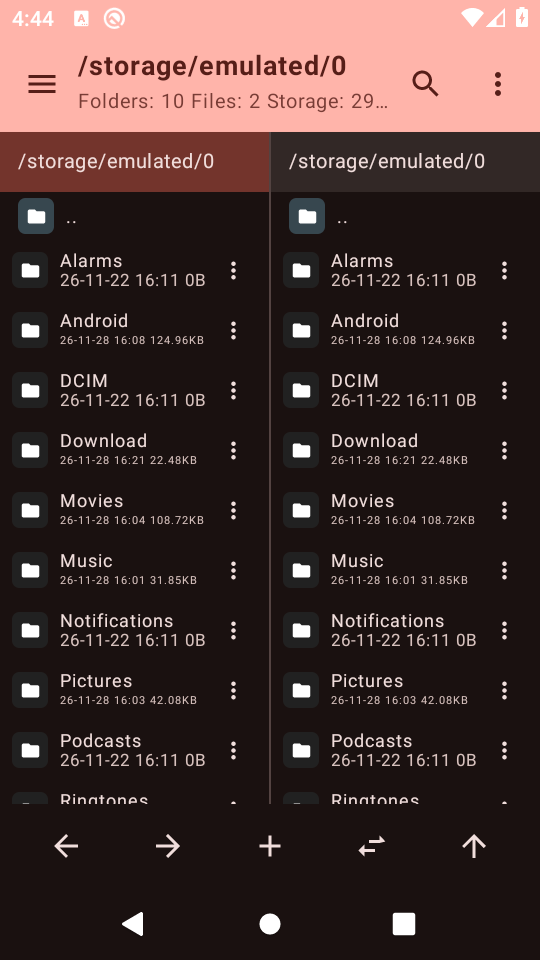 4:44
/storage/emulated/0
Folders: 10 Files: 2 Storage: 29…
/storage/emulated/0
/storage/emulated/0
..
..
Alarms
26-11-22 16:11 0B
Alarms
26-11-22 16:11 0B
Android
26-11-28 16:08 124.96KB
Android
26-11-28 16:08 124.96KB
DCIM
26-11-22 16:11 0B
DCIM
26-11-22 16:11 0B
Download
26-11-28 16:21 22.48KB
Download
26-11-28 16:21 22.48KB
Movies
26-11-28 16:04 108.72KB
Movies
26-11-28 16:04 108.72KB
Music
26-11-28 16:01 31.85KB
Music
26-11-28 16:01 31.85KB
Notifications
26-11-22 16:11 0B
Notifications
26-11-22 16:11 0B
Pictures
26-11-28 16:03 42.08KB
Pictures
26-11-28 16:03 42.08KB
Podcasts
26-11-22 16:11 0B
Podcasts
26-11-22 16:11 0B
Ringtones
Ringtones